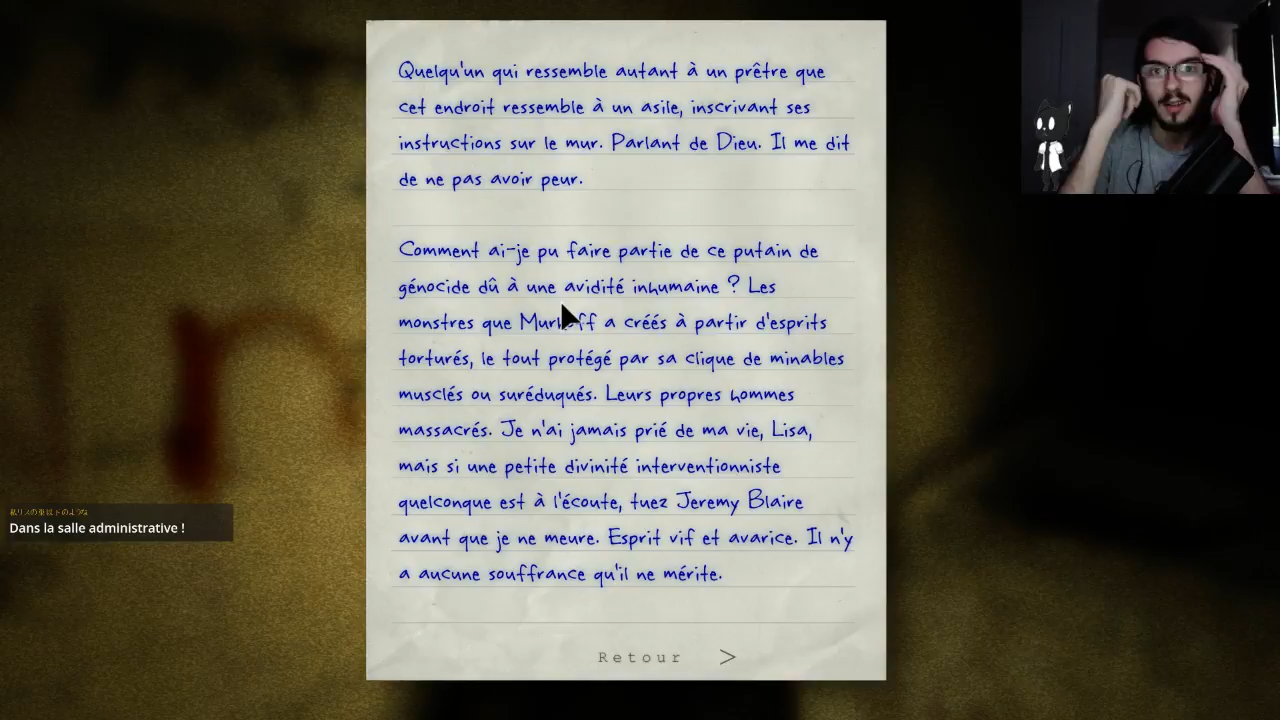 Quelqu'un qui ressemble autant à un prêtre que
cet endroit ressemble à un asile, inscrivant ses
instructions sur le mur. Parlant de Dieu. Il me dit
de ne pas avoir peur.
Comment ai-je pu faire partie de ce putain de
génocide dû à une avidité inhumaine ? Les
monstres que Murkoff a créés à partir d'esprits
torturés, le tout protégé par sa clique de minables
musclés ou suréduqués. Leurs propres hommes
massacrés. Je n'ai jamais prié de ma vie, Lisa,
mais si une petite divinité interventionniste
quelconque est à l'écoute, tuez Jeremy Blaire
avant que je ne meure. Esprit vif et avarice. Il n'y
a aucune souffrance qu'il ne mérite.
Retour >
Dans la salle administrative !